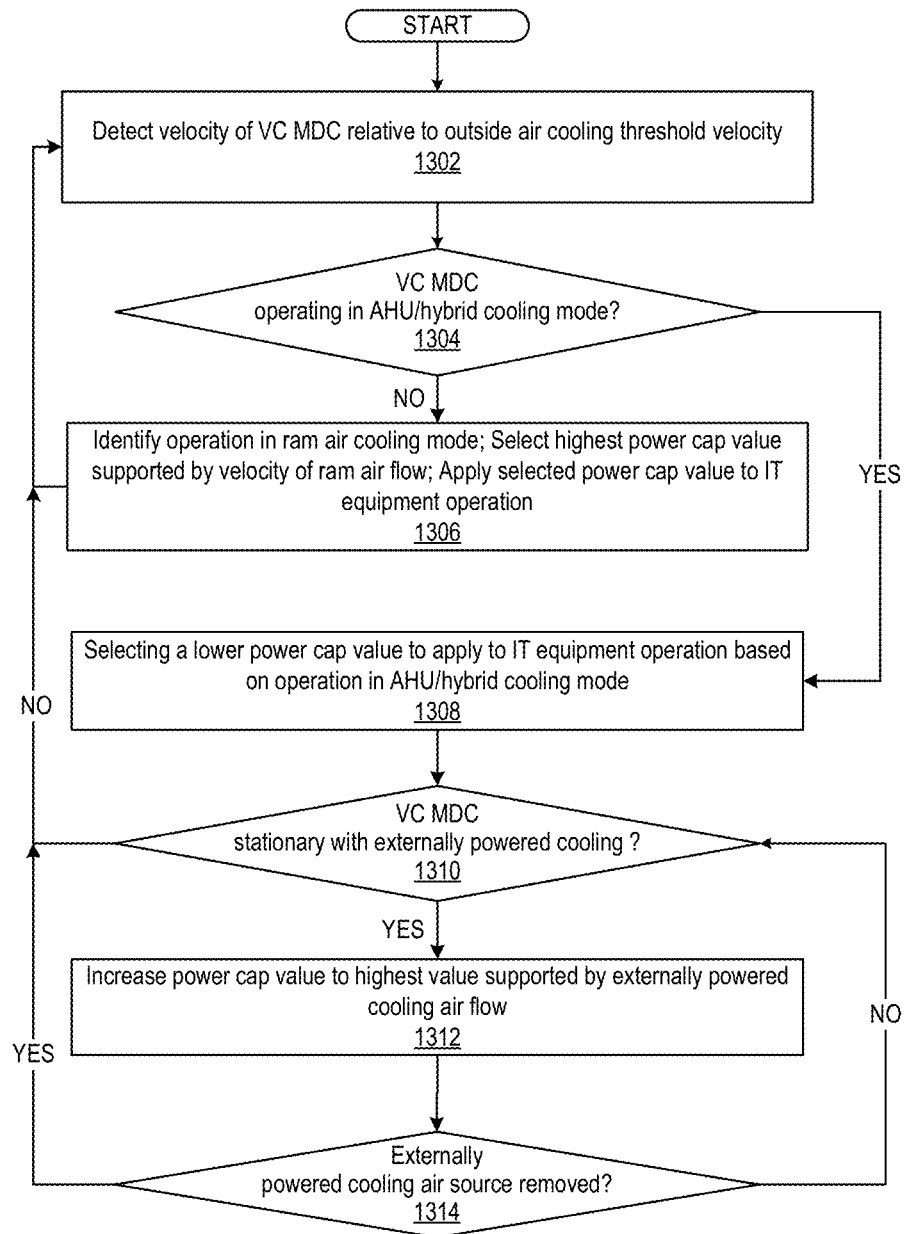 START
Detect velocity of VC MDC relative to outside air cooling threshold velocity
1302
VC MDC
operating in AHU/hybrid cooling mode?
1304
NO
YES
Identify operation in ram air cooling mode; Select highest power cap value
supported by velocity of ram air flow; Apply selected power cap value to IT
equipment operation
1306
Selecting a lower power cap value to apply to IT equipment operation based
on operation in AHU/hybrid cooling mode
1308
NO
VC MDC
stationary with externally powered cooling ?
1310
YES
Increase power cap value to highest value supported by externally powered
cooling air flow
1312
NO
YES
Externally
powered cooling air source removed?
1314